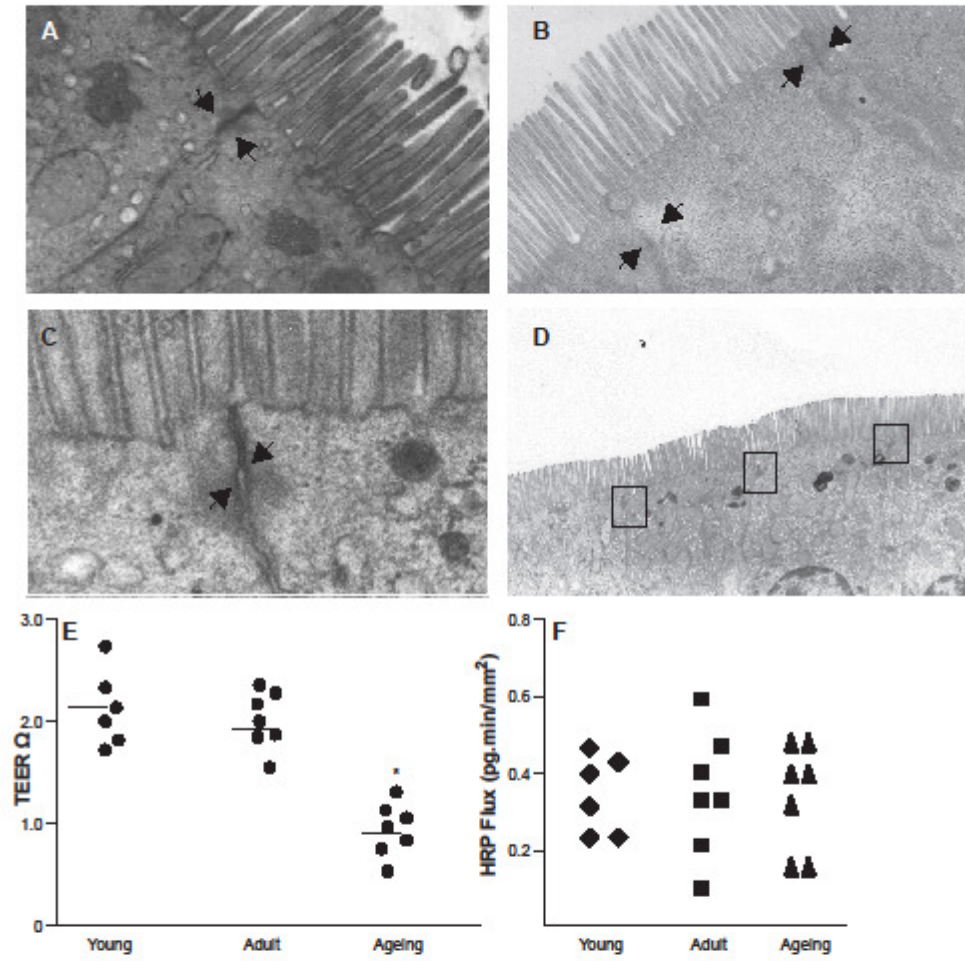 A
B
C
D
E
3.0
2.0
1.0
0
TEER Ω
*
Young
Adult
Ageing
F
0.8
0.6
0.4
0.2
HRP Flux (pg.min/mm²)
Young
Adult
Ageing